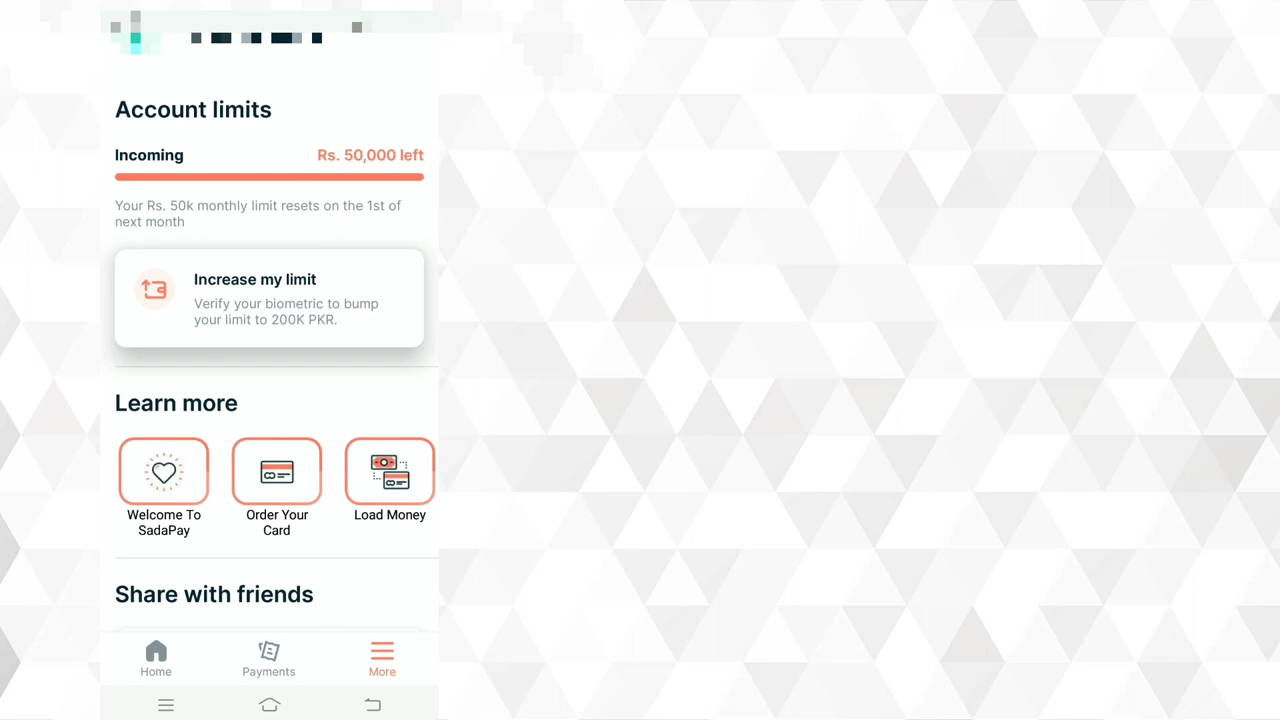 Account limits
Incoming
Rs. 50,000 left
Your Rs. 50k monthly limit resets on the 1st of
next month
Increase my limit
Verify your biometric to bump
your limit to 200K PKR.
Learn more
Welcome To
SadaPay
Order Your
Card
Load Money
Share with friends
Home
Payments
More